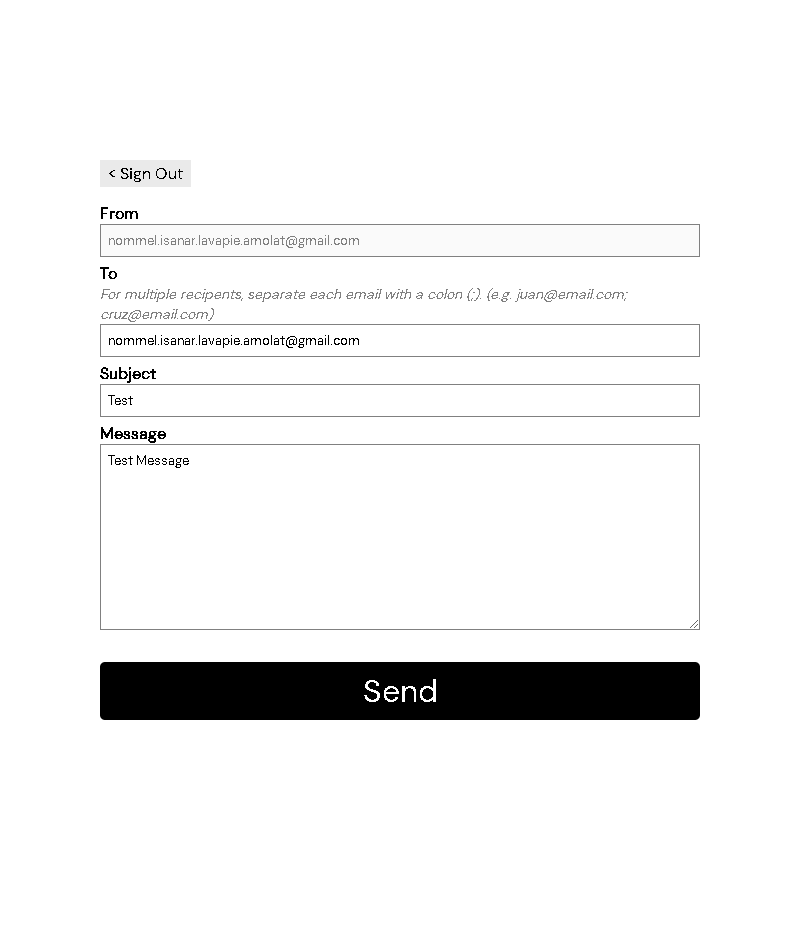 < Sign Out
From
nommel.isanar.lavapie.amolat@gmail.com
To
For multiple recipents, separate each email with a colon (;). (e.g. juan@email.com;
cruz@email.com)
nommel.isanar.lavapie.amolat@gmail.com
Subject
Test
Message
Test Message
Send